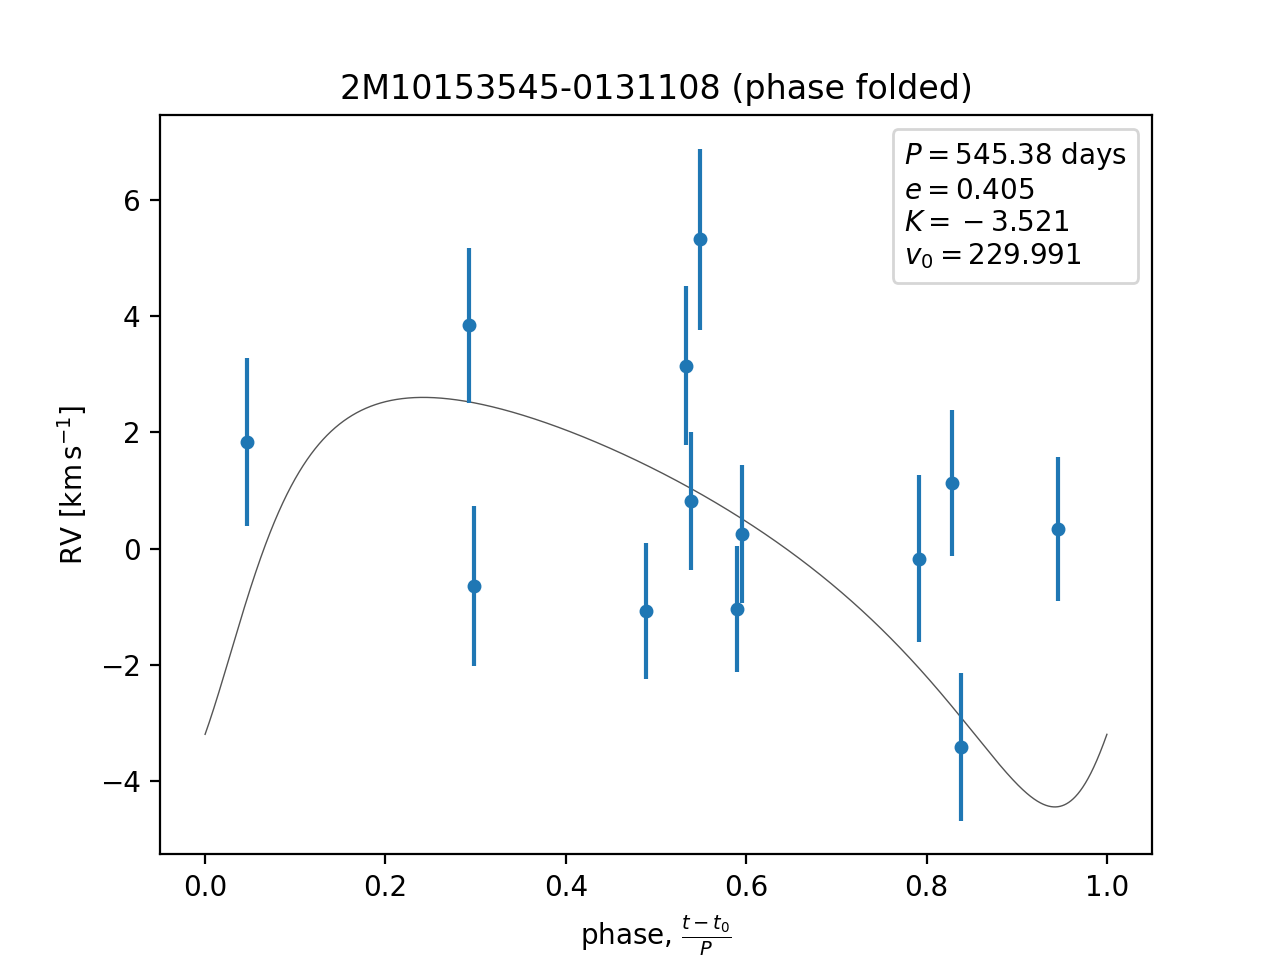 2M10153545-0131108 (phase folded)
P = 545.38 days
e = 0.405
K = −3.521
v₀ = 229.991
RV [km s⁻¹]
6
4
2
0
−2
−4
0.0 0.2 0.4 0.6 0.8 1.0
phase, (t − t₀)/P